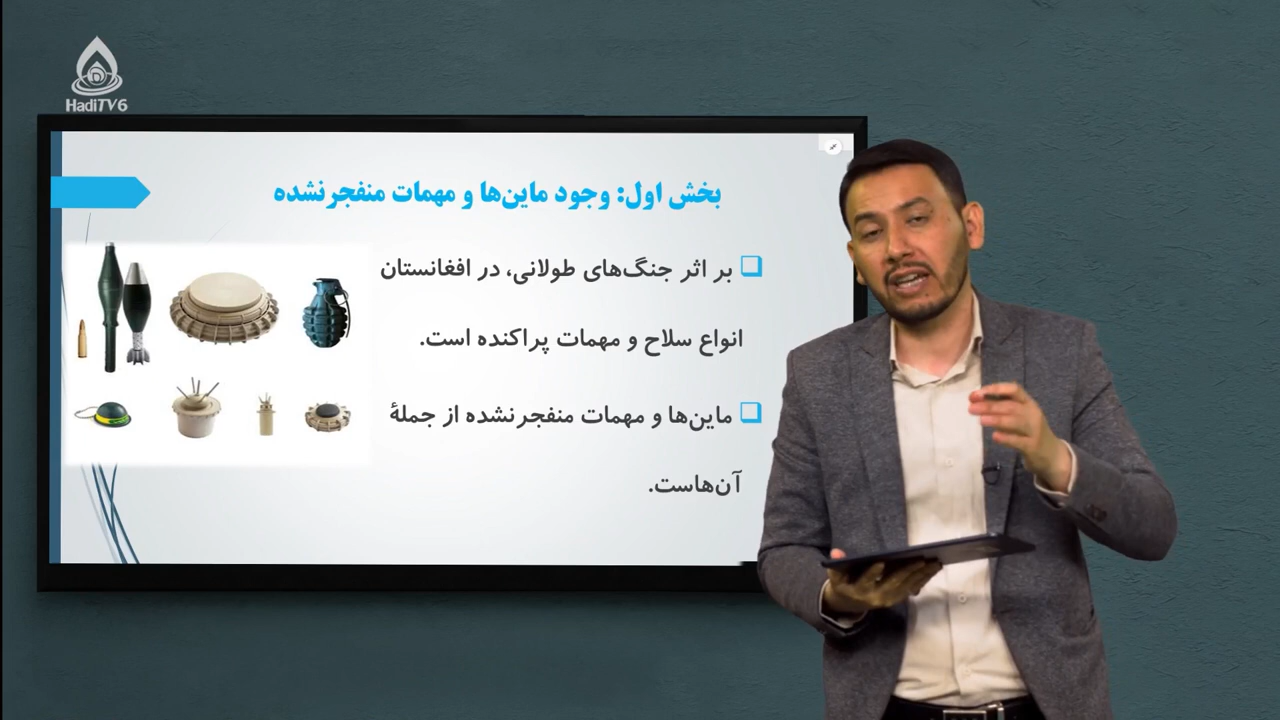 HadiTV6
بخش اول: وجود ماین‌ها و مهمات منفجرنشده
بر اثر جنگ‌های طولانی، در افغانستان
انواع سلاح و مهمات پراکنده است.
ماین‌ها و مهمات منفجرنشده از جملهٔ
آن‌هاست.